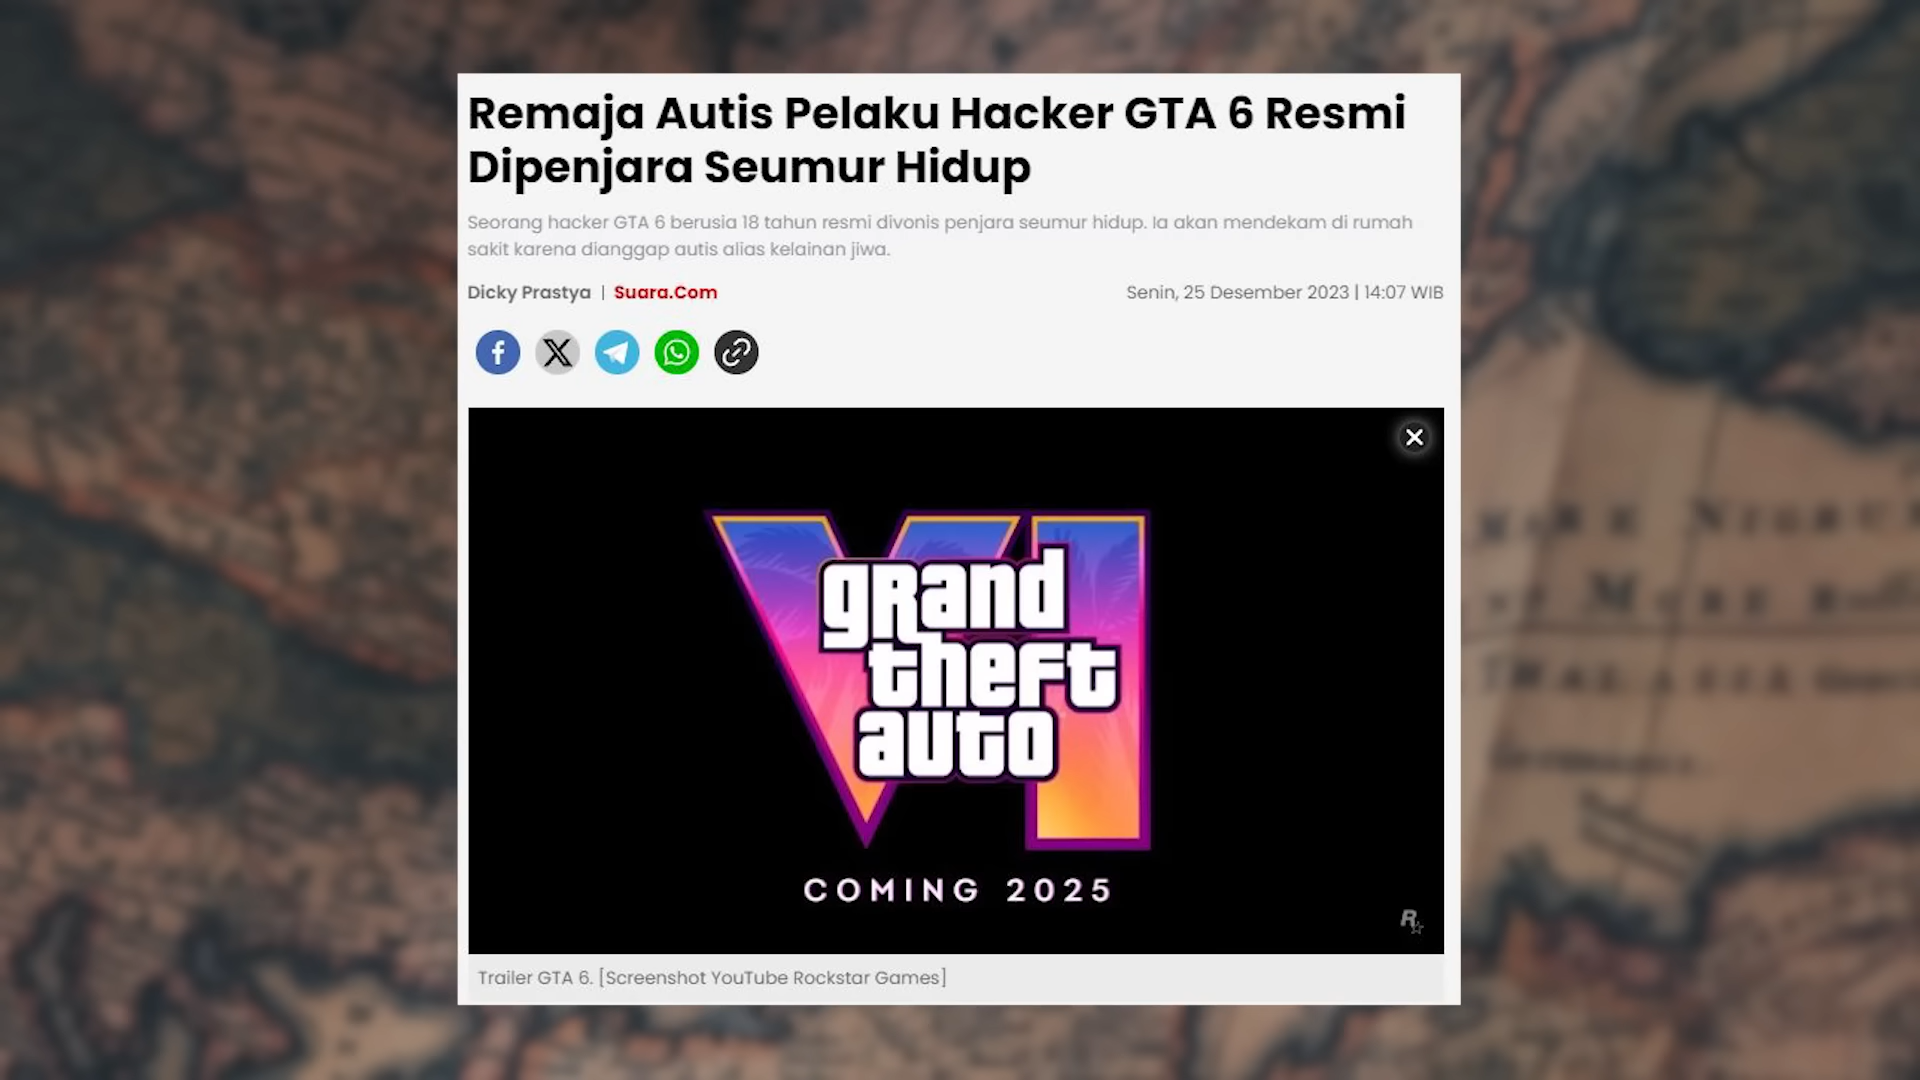 Remaja Autis Pelaku Hacker GTA 6 Resmi
Dipenjara Seumur Hidup
Seorang hacker GTA 6 berusia 18 tahun resmi divonis penjara seumur hidup. Ia akan mendekam di rumah
sakit karena dianggap autis alias kelainan jiwa.
Dicky Prastya | Suara.Com
Senin, 25 Desember 2023 | 14:07 WIB
VI
grand
theft
auto
COMING 2025
R
Trailer GTA 6. [Screenshot YouTube Rockstar Games]